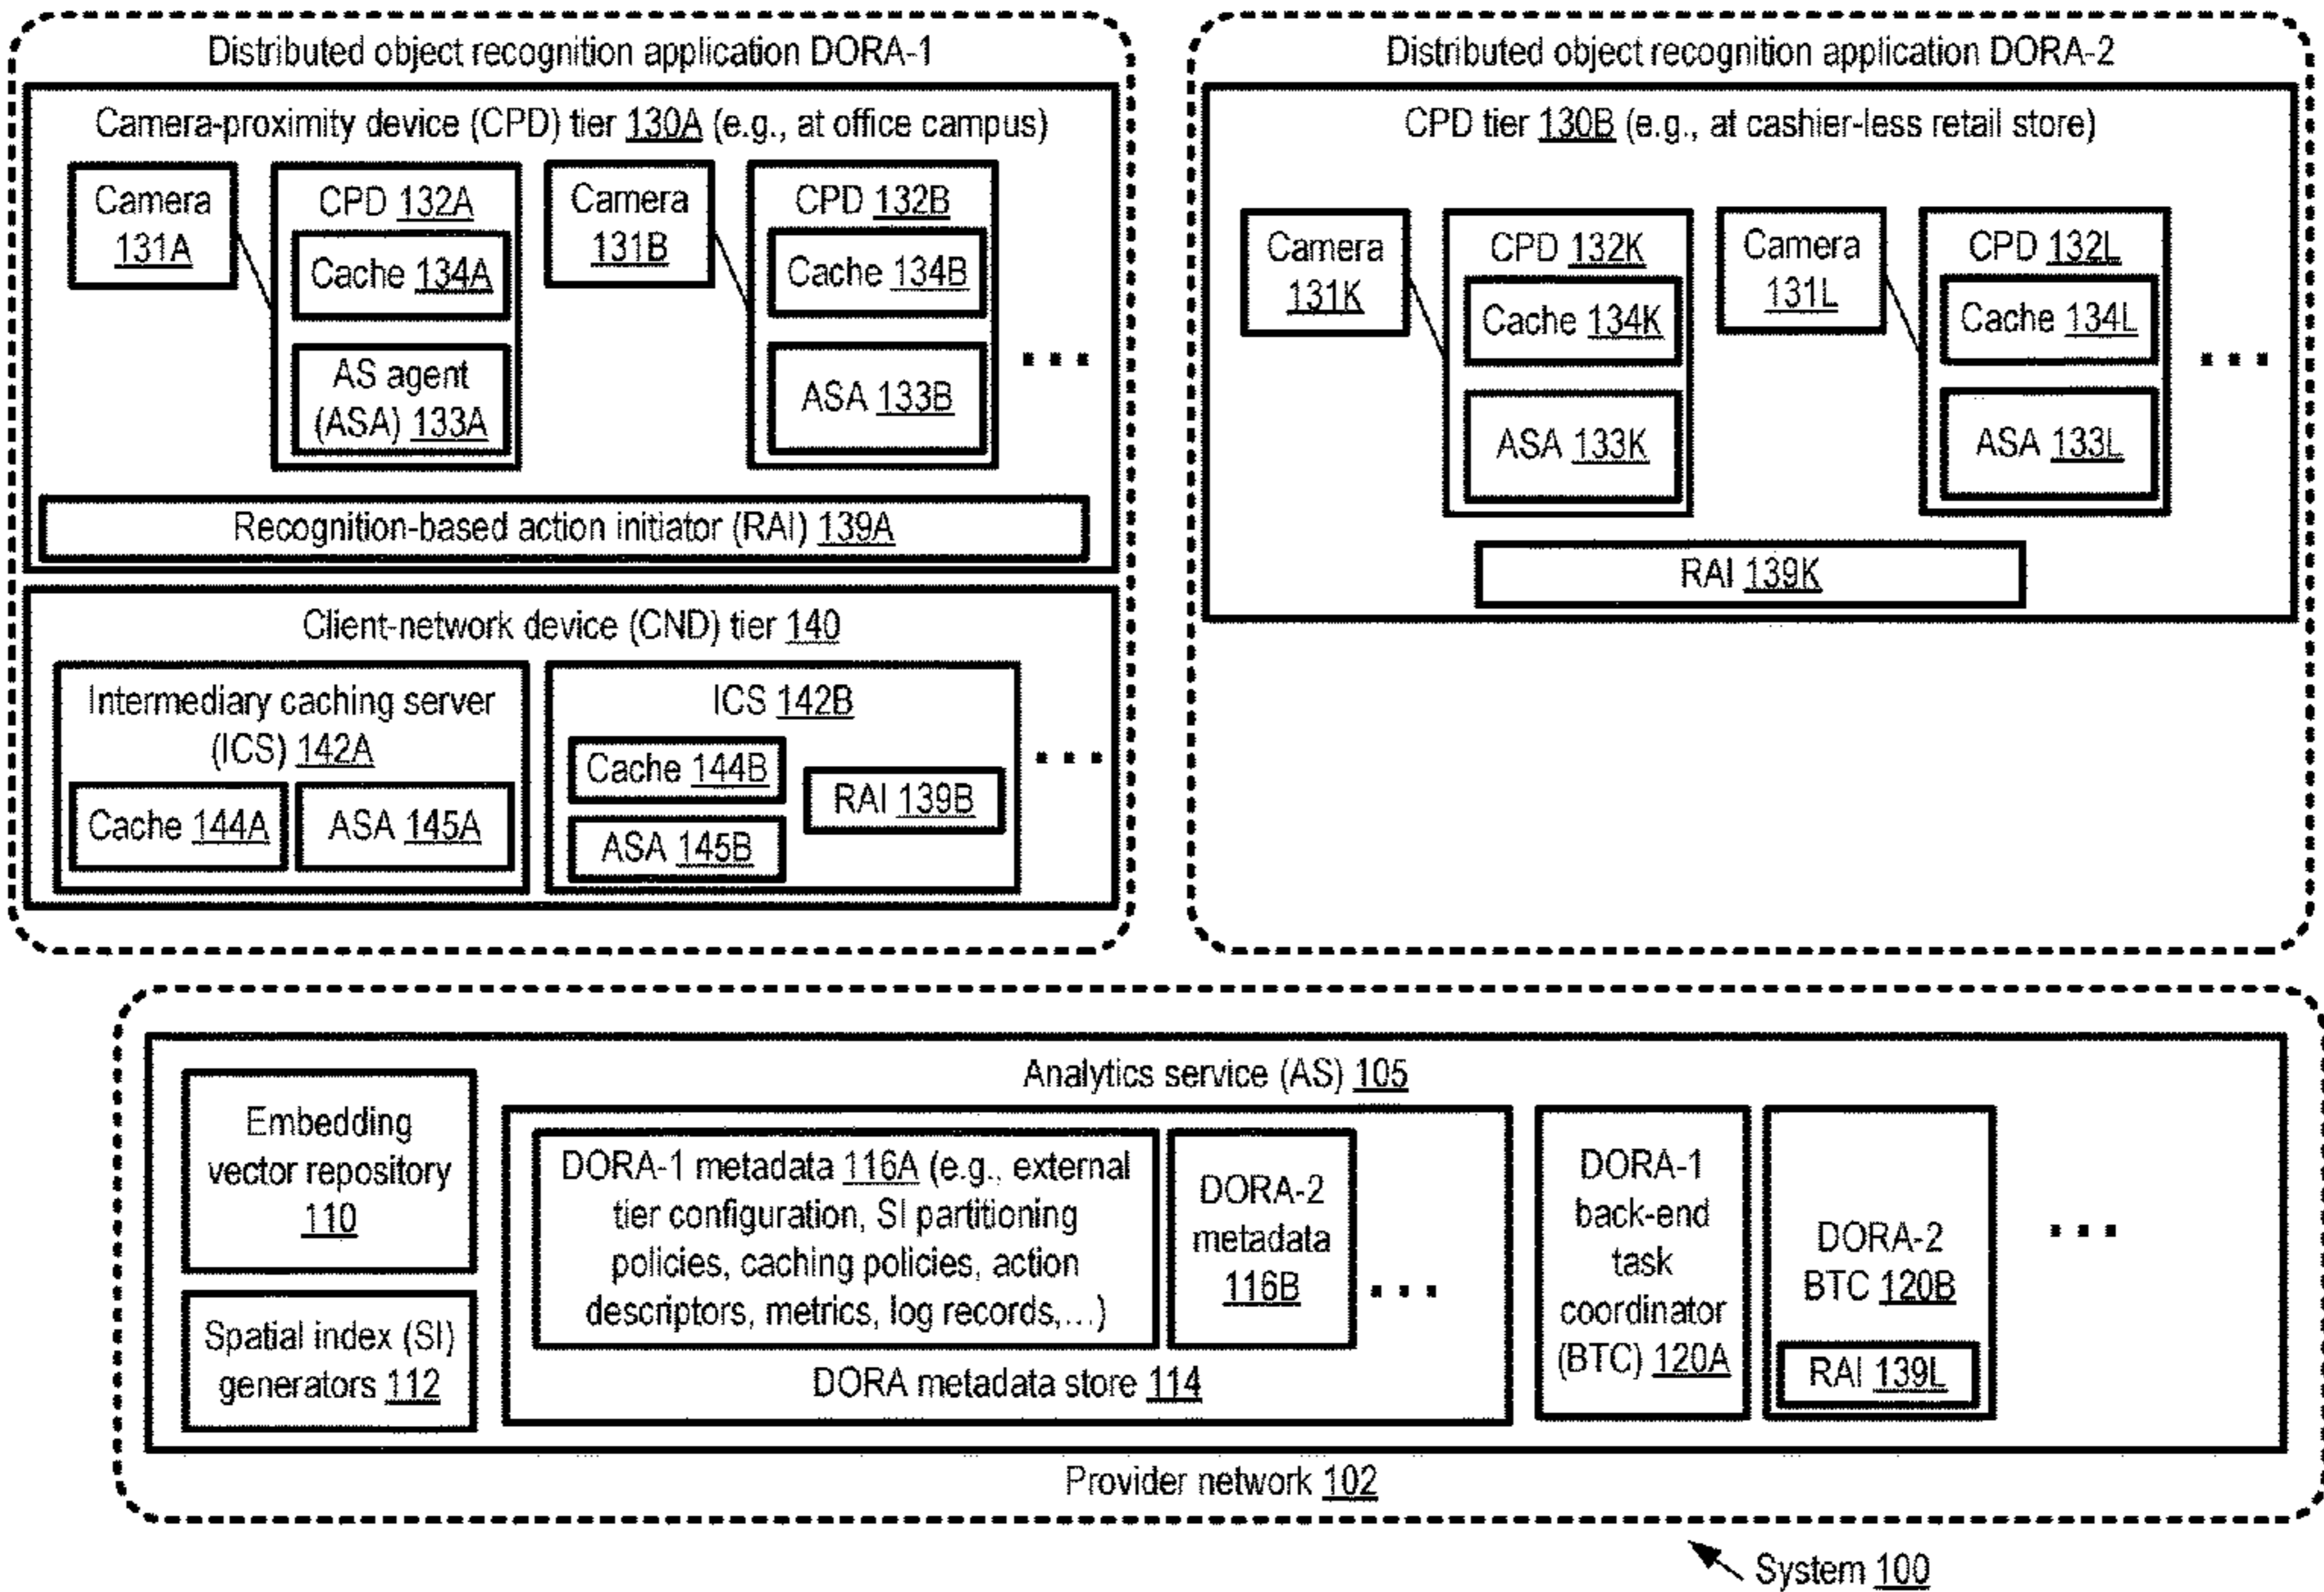 Distributed object recognition application DORA-1
Camera-proximity device (CPD) tier 130A (e.g., at office campus)
Camera
131A
CPD 132A
Cache 134A
AS agent
(ASA) 133A
Camera
131B
CPD 132B
Cache 134B
ASA 133B
...
Recognition-based action initiator (RAI) 139A
Client-network device (CND) tier 140
Intermediary caching server
(ICS) 142A
Cache 144A
ASA 145A
ICS 142B
Cache 144B
ASA 145B
RAI 139B
...
Distributed object recognition application DORA-2
CPD tier 130B (e.g., at cashier-less retail store)
Camera
131K
CPD 132K
Cache 134K
ASA 133K
Camera
131L
CPD 132L
Cache 134L
ASA 133L
...
RAI 139K
Analytics service (AS) 105
Embedding
vector repository
110
Spatial index (SI)
generators 112
DORA-1 metadata 116A (e.g., external
tier configuration, SI partitioning
policies, caching policies, action
descriptors, metrics, log records,...)
DORA-2
metadata
116B
...
DORA metadata store 114
DORA-1
back-end
task
coordinator
(BTC) 120A
DORA-2
BTC 120B
RAI 139L
...
Provider network 102
System 100